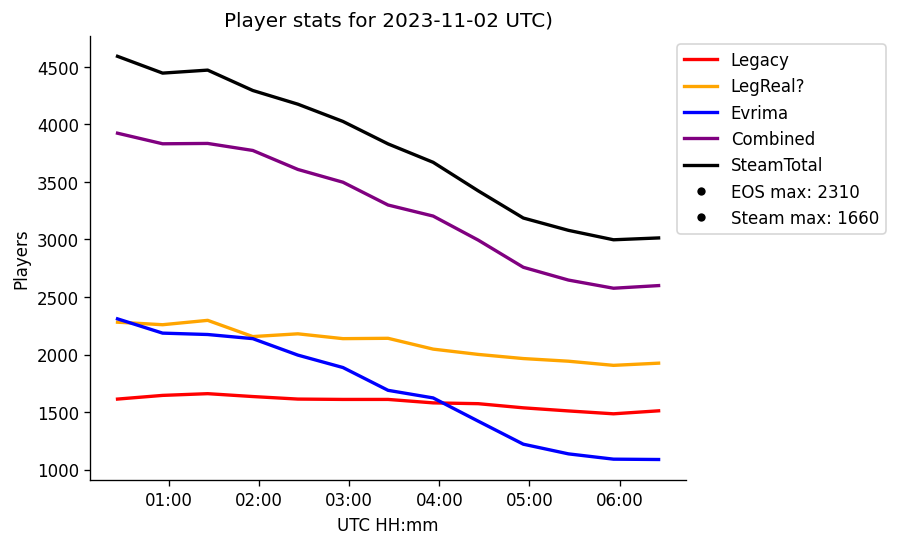 Player stats for 2023-11-02 UTC)
Legacy
LegReal?
Evrima
Combined
SteamTotal
EOS max: 2310
Steam max: 1660
Players
4500
4000
3500
3000
2500
2000
1500
1000
01:00 02:00 03:00 04:00 05:00 06:00
UTC HH:mm